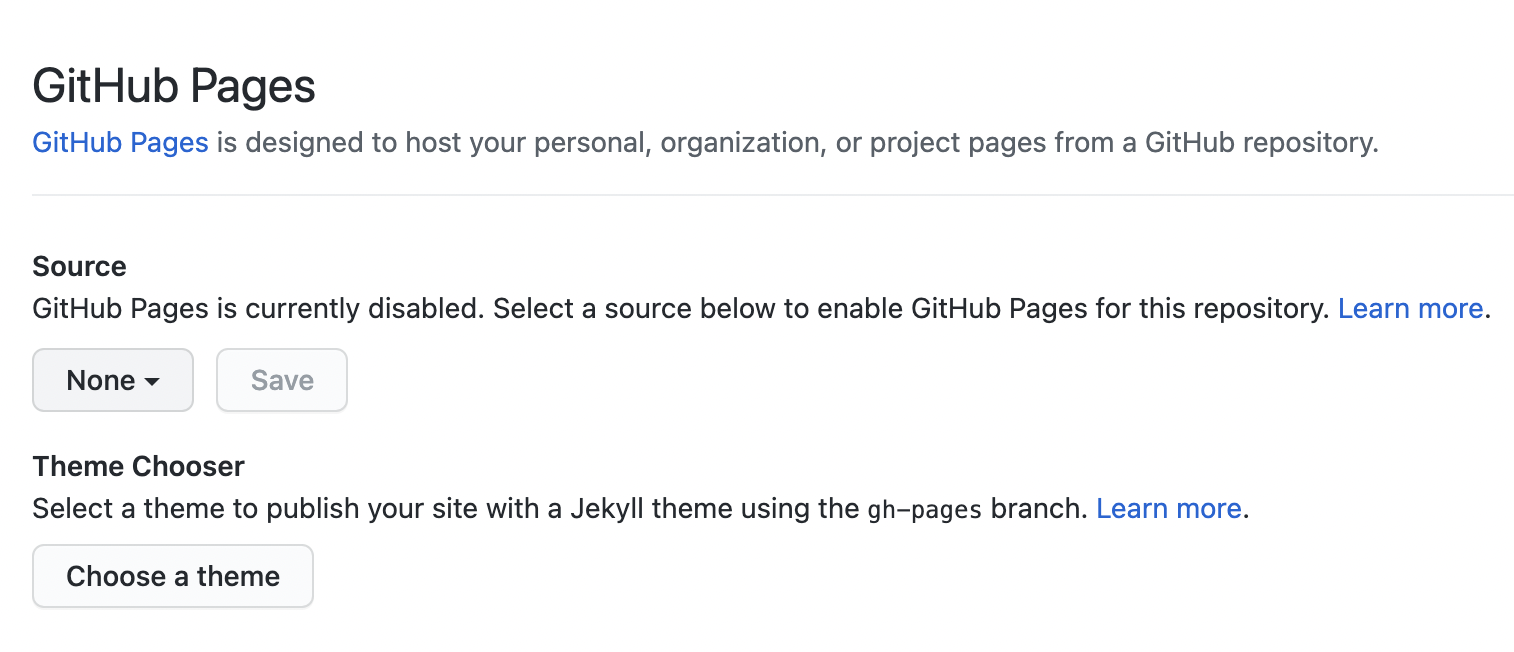 GitHub Pages
GitHub Pages is designed to host your personal, organization, or project pages from a GitHub repository.
Source
GitHub Pages is currently disabled. Select a source below to enable GitHub Pages for this repository. Learn more.
None Save
Theme Chooser
Select a theme to publish your site with a Jekyll theme using the gh-pages branch. Learn more.
Choose a theme